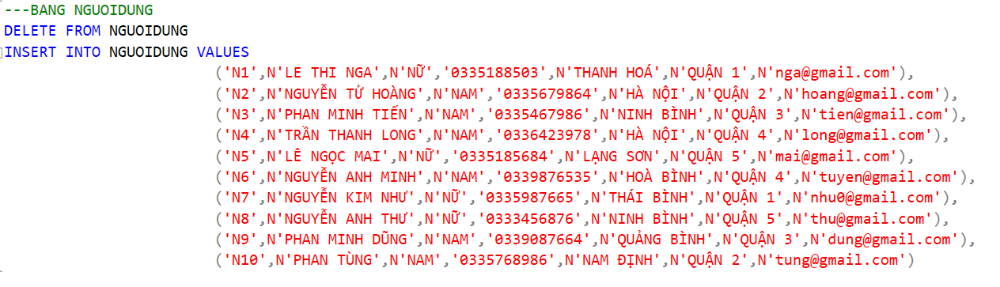 ---BANG NGUOIDUNG
DELETE FROM NGUOIDUNG
INSERT INTO NGUOIDUNG VALUES
('N1',N'LE THI NGA',N'NỮ','0335188503',N'THANH HOÁ',N'QUẬN 1',N'nga@gmail.com'),
('N2',N'NGUYỄN TỬ HOÀNG',N'NAM','0335679864',N'HÀ NỘI',N'QUẬN 2',N'hoang@gmail.com'),
('N3',N'PHAN MINH TIẾN',N'NAM','0335467986',N'NINH BÌNH',N'QUẬN 3',N'tien@gmail.com'),
('N4',N'TRẦN THANH LONG',N'NAM','0336423978',N'HÀ NỘI',N'QUẬN 4',N'long@gmail.com'),
('N5',N'LÊ NGỌC MAI',N'NỮ','0335185684',N'LẠNG SƠN',N'QUẬN 5',N'mai@gmail.com'),
('N6',N'NGUYỄN ANH MINH',N'NAM','0339876535',N'HOÀ BÌNH',N'QUẬN 4',N'tuyen@gmail.com'),
('N7',N'NGUYỄN KIM NHƯ',N'NỮ','0335987665',N'THÁI BÌNH',N'QUẬN 1',N'nhu0@gmail.com'),
('N8',N'NGUYỄN ANH THƯ',N'NỮ','0333456876',N'NINH BÌNH',N'QUẬN 5',N'thu@gmail.com'),
('N9',N'PHAN MINH DŨNG',N'NAM','0339087664',N'QUẢNG BÌNH',N'QUẬN 3',N'dung@gmail.com'),
('N10',N'PHAN TÙNG',N'NAM','0335768986',N'NAM ĐỊNH',N'QUẬN 2',N'tung@gmail.com')